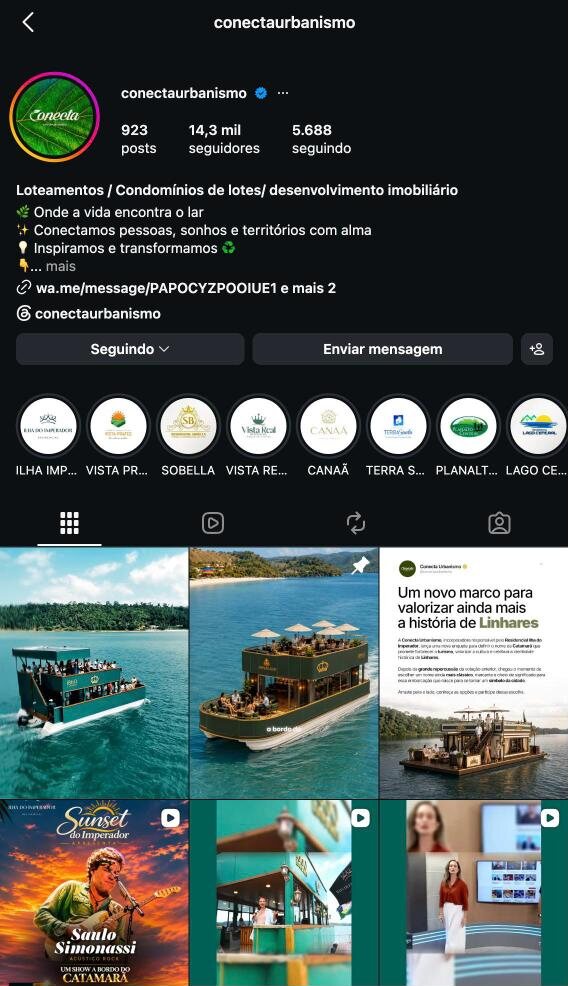 conectaurbanismo
conectaurbanismo
923
posts
14,3 mil
seguidores
5.688
seguindo
Conecta
Loteamentos / Condomínios de lotes/ desenvolvimento imobiliário
🌿 Onde a vida encontra o lar
✨ Conectamos pessoas, sonhos e territórios com alma
💡 Inspiramos e transformamos ♻️
👇... mais
wa.me/message/PAPOCYZPOOIUE1 e mais 2
conectaurbanismo
Seguindo
Enviar mensagem
ILHA DO IMPERADOR
SB
Vista Real
CANAÃ
TERRA Santa
LAGO CENTRAL
ILHA IMP...
VISTA PR...
SOBELLA
VISTA RE...
CANAÃ
TERRA S...
PLANALT...
LAGO CE...
a bordo do
Conecta Urbanismo
Um novo marco para
valorizar ainda mais
a história de Linhares
ILHA DO IMPERADOR
Sunset
do Imperador
APRESENTA
Saulo
Simonassi
ACÚSTICO ROCK
UM SHOW A BORDO DO
CATAMARÃ